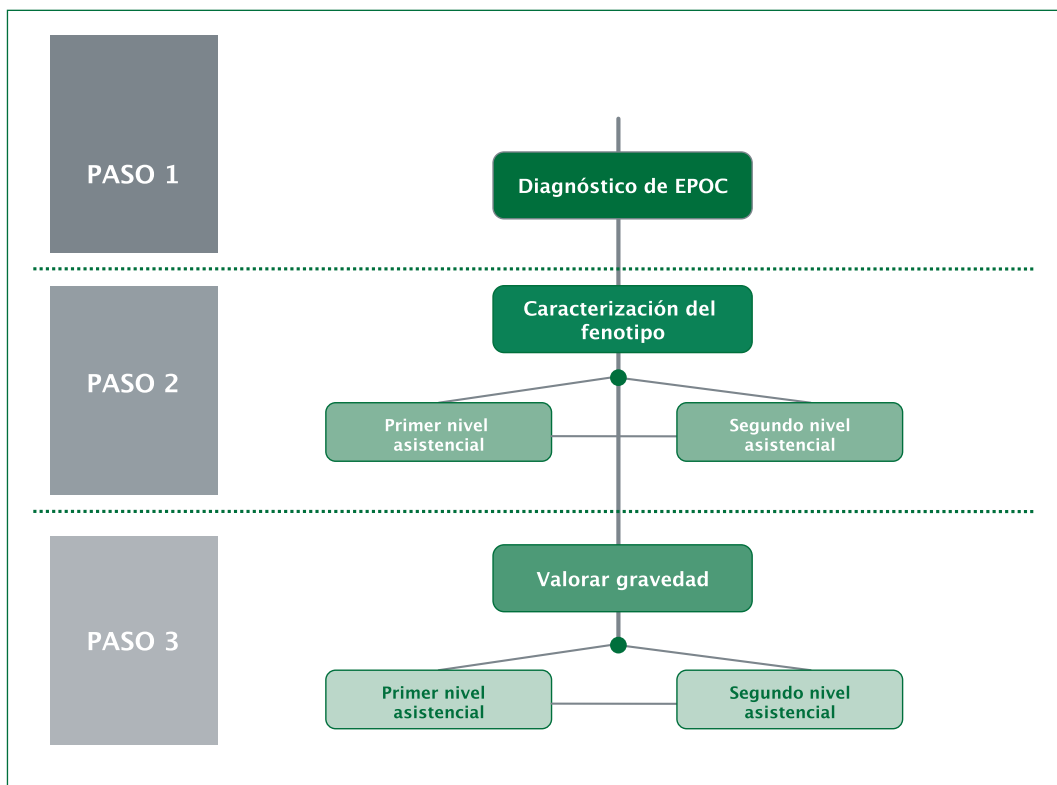 PASO 1
Diagnóstico de EPOC
PASO 2
Caracterización del
fenotipo
Primer nivel
asistencial
Segundo nivel
asistencial
PASO 3
Valorar gravedad
Primer nivel
asistencial
Segundo nivel
asistencial